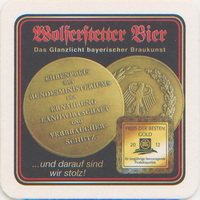 Wolferstetter Bier
Das Glanzlicht bayerischer Braukunst
EHRENPREIS
DES
BUNDESMINISTERIUMS
FÜR
ERNÄHRUNG
LANDWIRTSCHAFT
UND
VERBRAUCHER-
SCHUTZ
PREIS DER BESTEN
GOLD
20 12
...und darauf sind
wir stolz!